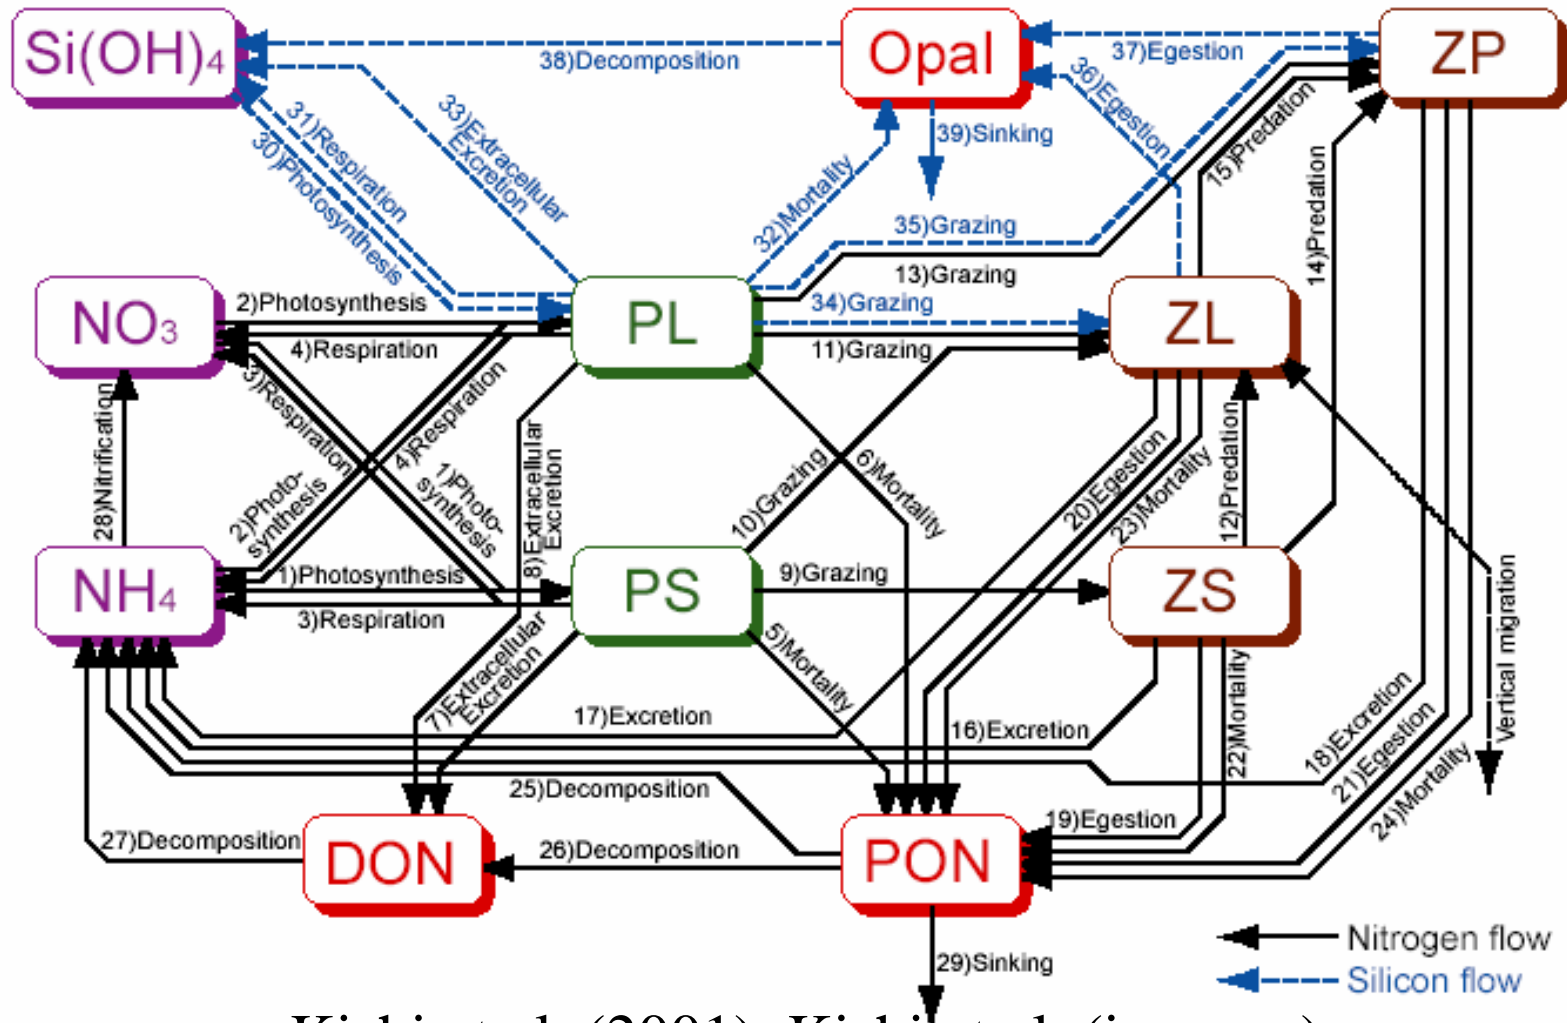 Si(OH)4
Opal
ZP
38)Decomposition
37)Egestion
36)Egestion
33)Extracellular
Excretion
31)Respiration
30)Photosynthesis
39)Sinking
32)Mortality
15)Predation
14)Predation
35)Grazing
13)Grazing
34)Grazing
11)Grazing
NO3
PL
ZL
2)Photosynthesis
4)Respiration
3)Respiration
4)Respiration
1)Photo-
synthesis
2)Photo-
synthesis
28)Nitrification
8)Extracellular
Excretion
10)Grazing
6)Mortality
20)Egestion
23)Mortality
12)Predation
NH4
PS
ZS
1)Photosynthesis
3)Respiration
9)Grazing
7)Extracellular
Excretion
5)Mortality
22)Mortality
Vertical migration
17)Excretion
16)Excretion
18)Excretion
21)Egestion
24)Mortality
25)Decomposition
27)Decomposition
26)Decomposition
19)Egestion
DON
PON
29)Sinking
Nitrogen flow
Silicon flow